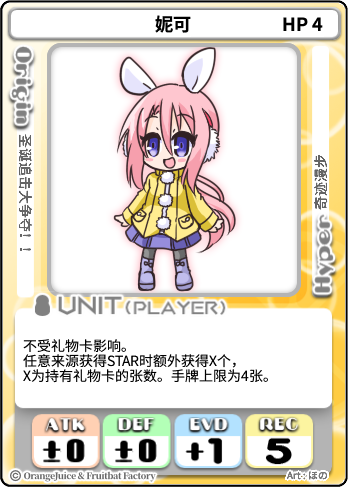 妮可 HP 4
Origin
圣诞追击大争夺！！
Hyper
奇迹漫步
UNIT(PLAYER)
不受礼物卡影响。
任意来源获得STAR时额外获得X个，
X为持有礼物卡的张数。手牌上限为4张。
ATK DEF EVD REC
±0 ±0 +1 5
© OrangeJuice & Fruitbat Factory Art : ほの